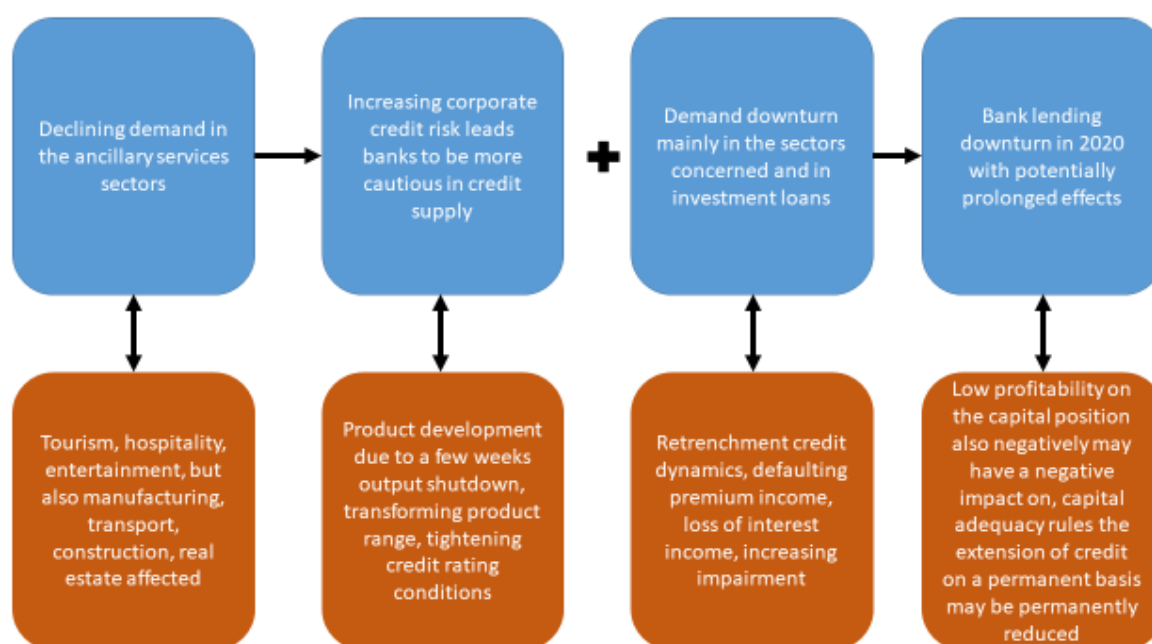 Declining demand in
the ancillary services
sectors
Increasing corporate
credit risk leads
banks to be more
cautious in credit
supply
Demand downturn
mainly in the sectors
concerned and in
investment loans
Bank lending
downturn in 2020
with potentially
prolonged effects
Tourism, hospitality,
entertainment, but
also manufacturing,
transport,
construction, real
estate affected
Product development
due to a few weeks
output shutdown,
transforming product
range, tightening
credit rating
conditions
Retrenchment credit
dynamics, defaulting
premium income,
loss of interest
income, increasing
impairment
Low profitability on
the capital position
also negatively may
have a negative
impact on, capital
adequacy rules the
extension of credit
on a permanent basis
may be permanently
reduced